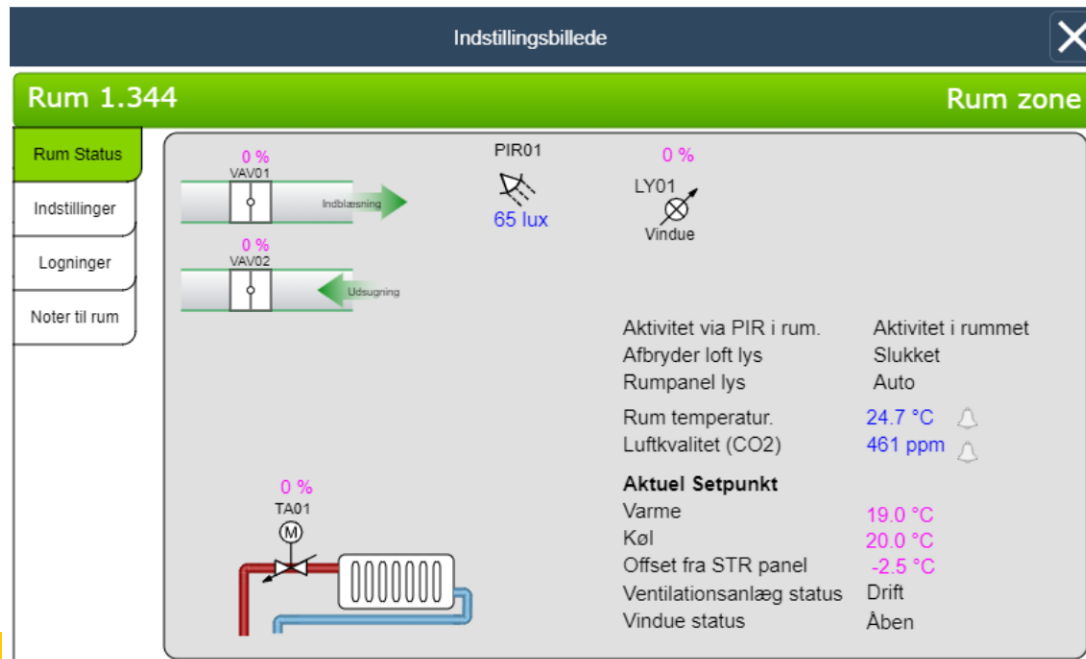 Indstillingsbillede
Rum 1.344
Rum zone
Rum Status
Indstillinger
Logninger
Noter til rum
0 %
VAV01
Indblæsning
0 %
VAV02
Udsugning
PIR01
65 lux
0 %
LY01
Vindue
Aktivitet via PIR i rum. Aktivitet i rummet
Afbryder loft lys Slukket
Rumpanel lys Auto
Rum temperatur. 24.7 °C
Luftkvalitet (CO2) 461 ppm
Aktuel Setpunkt
Varme 19.0 °C
Køl 20.0 °C
Offset fra STR panel -2.5 °C
Ventilationsanlæg status Drift
Vindue status Åben
0 %
TA01
M